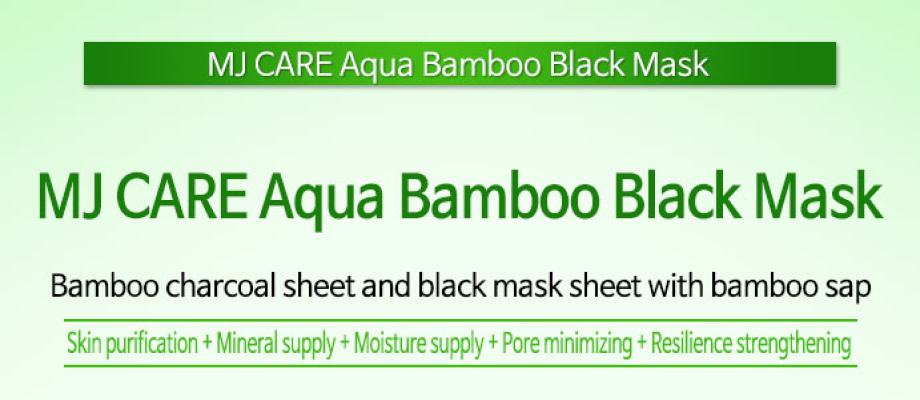 MJ CARE Aqua Bamboo Black Mask
MJ CARE Aqua Bamboo Black Mask
Bamboo charcoal sheet and black mask sheet with bamboo sap
Skin purification + Mineral supply + Moisture supply + Pore minimizing + Resilience strengthening